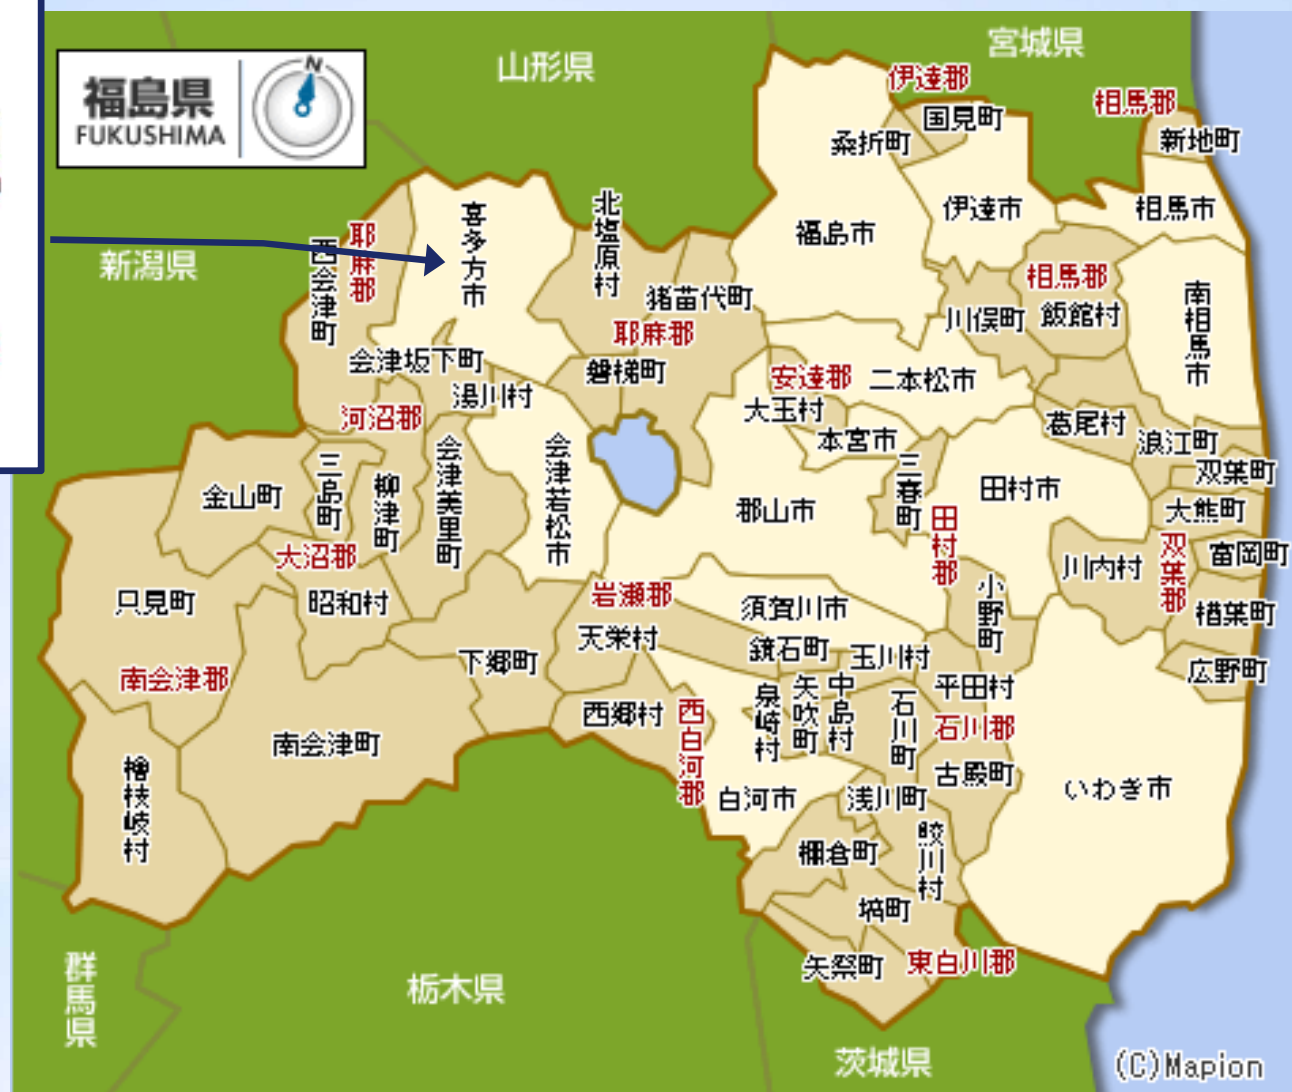 福島県
FUKUSHIMA
N
山形県
宮城県
新潟県
群馬県
栃木県
茨城県
伊達郡
国見町
桑折町
相馬郡
新地町
伊達市
相馬市
福島市
喜多方市
北塩原村
耶麻郡
西会津町
猪苗代町
耶麻郡
相馬郡
飯館村
川俣町
南相馬市
会津坂下町
磐梯町
湯川村
安達郡
二本松市
大玉村
本宮市
葛尾村
浪江町
双葉町
河沼郡
会津美里町
会津若松市
三島町
柳津町
金山町
三春町
田村市
大熊町
郡山市
田村郡
川内村
双葉郡
富岡町
大沼郡
只見町
昭和村
岩瀬郡
須賀川市
小野町
楢葉町
天栄村
鏡石町
玉川村
広野町
下郷町
南会津郡
平田村
西郷村
西白河郡
泉崎村
矢吹町
中島村
石川町
石川郡
南会津町
古殿町
檜枝岐村
白河市
浅川町
いわき市
鮫川村
棚倉町
塙町
矢祭町
東白川郡
(C)Mapion